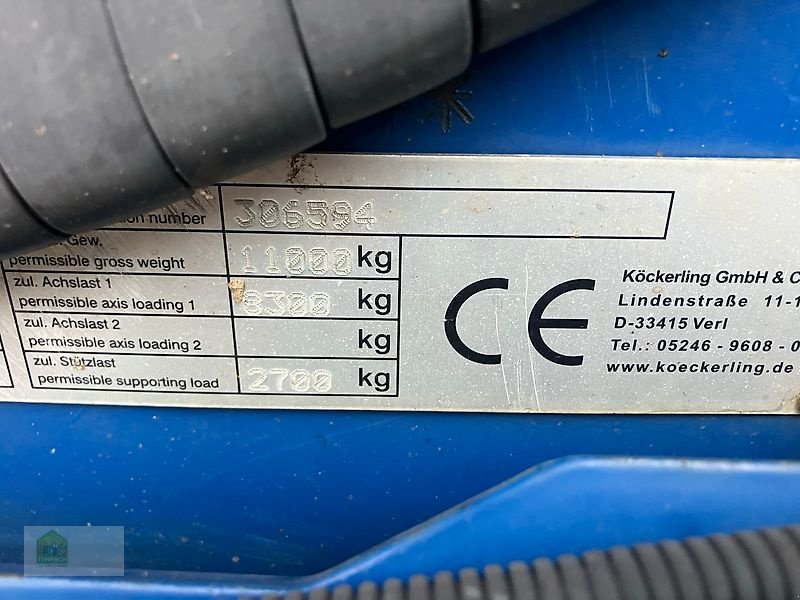 number 306594
Gew.
permissible gross weight 11000 kg
zul. Achslast 1
permissible axis loading 1 8300 kg
zul. Achslast 2
permissible axis loading 2 kg
zul. Stützlast
permissible supporting load 2700 kg
CE
Köckerling GmbH & C
Lindenstraße 11-1
D-33415 Verl
Tel.: 05246 - 9608 - 0
www.koeckerling.de